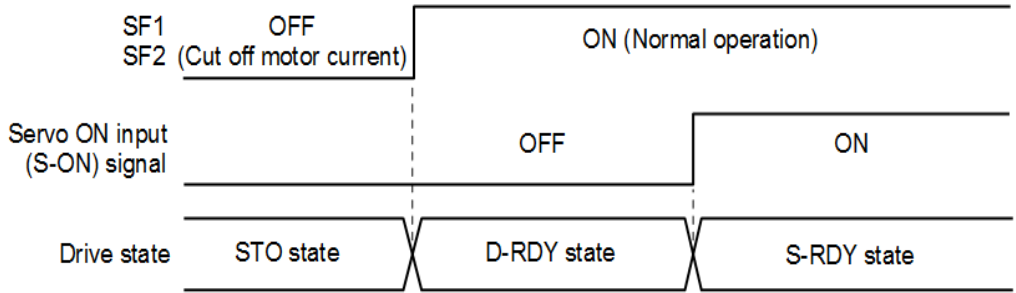 SF1 OFF
SF2 (Cut off motor current)
ON (Normal operation)
Servo ON input
(S-ON) signal
OFF
ON
Drive state
STO state
D-RDY state
S-RDY state